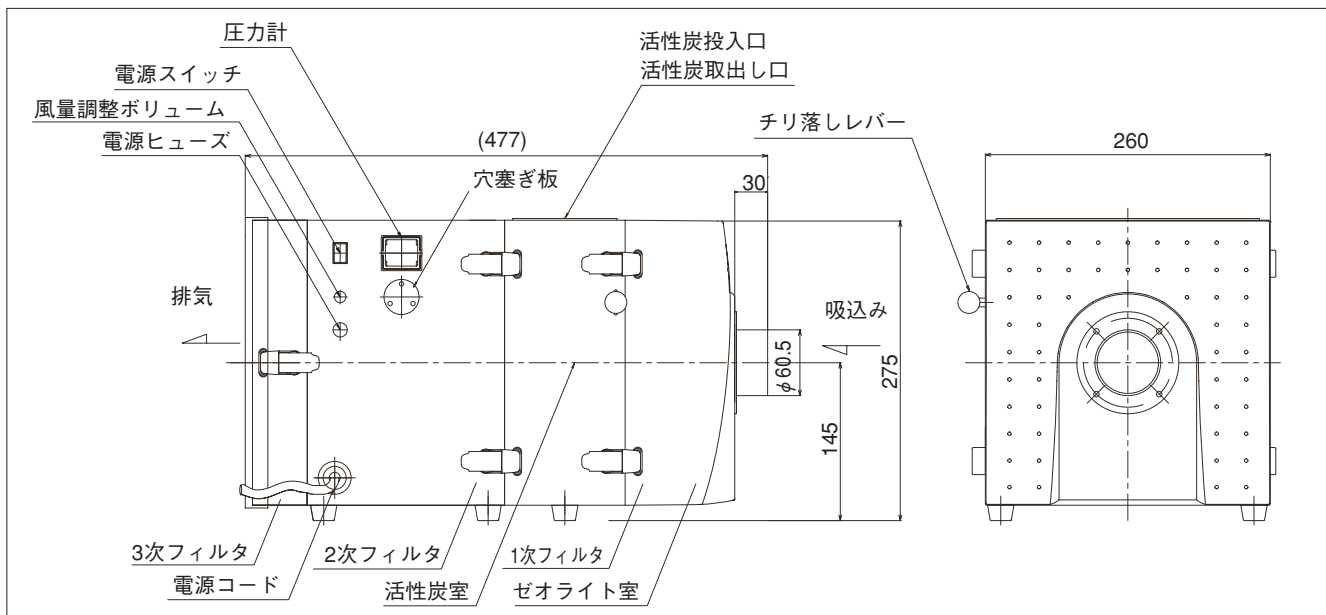 圧力計
電源スイッチ
風量調整ボリューム
電源ヒューズ
活性炭投入口
活性炭取出し口
チリ落しレバー
(477)
260
30
穴塞ぎ板
排気
吸込み
φ60.5
275
145
3次フィルタ
電源コード
2次フィルタ
活性炭室
1次フィルタ
ゼオライト室